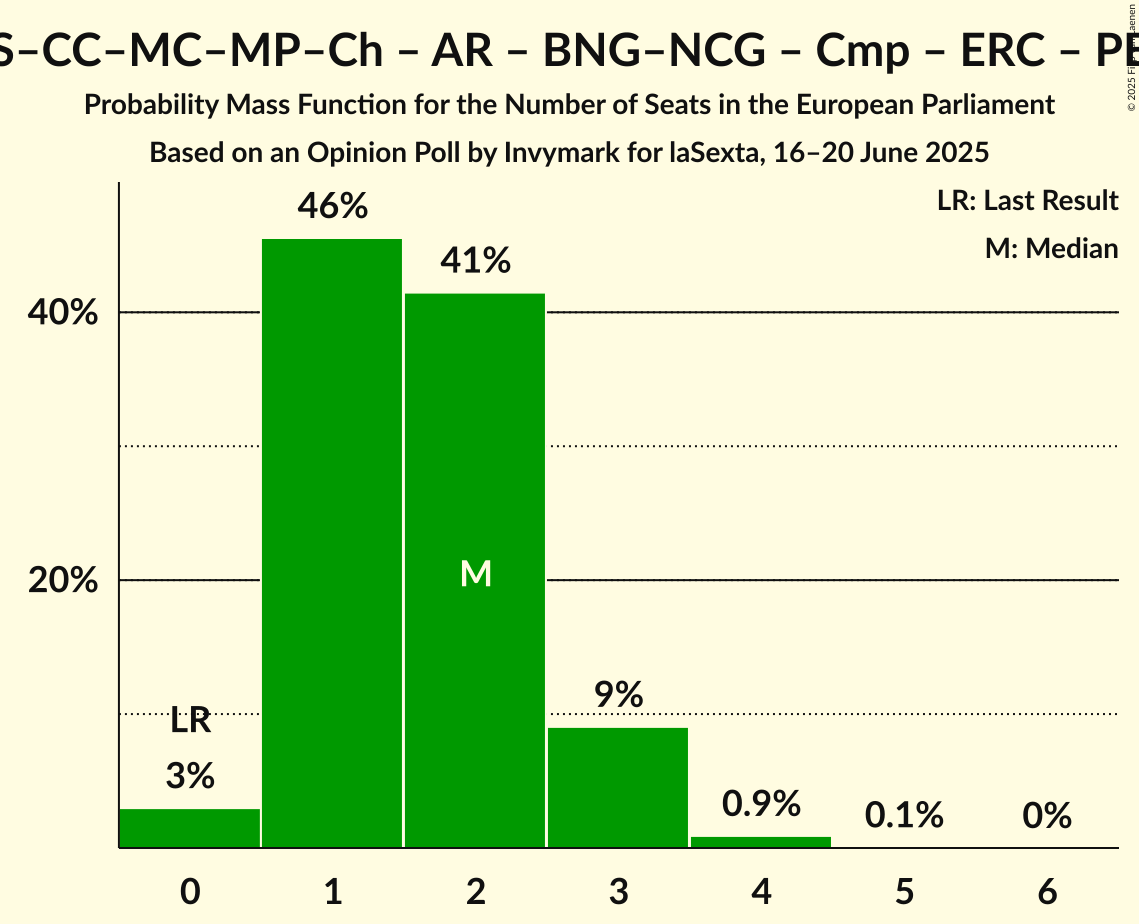 S–CC–MC–MP–Ch – AR – BNG–NCG – Cmp – ERC – PE
Probability Mass Function for the Number of Seats in the European Parliament
Based on an Opinion Poll by Invymark for laSexta, 16–20 June 2025
© 2025
LR: Last Result
M: Median
46%
41%
40%
20%
M
9%
LR
3%
0.9%
0.1%
0%
0 1 2 3 4 5 6